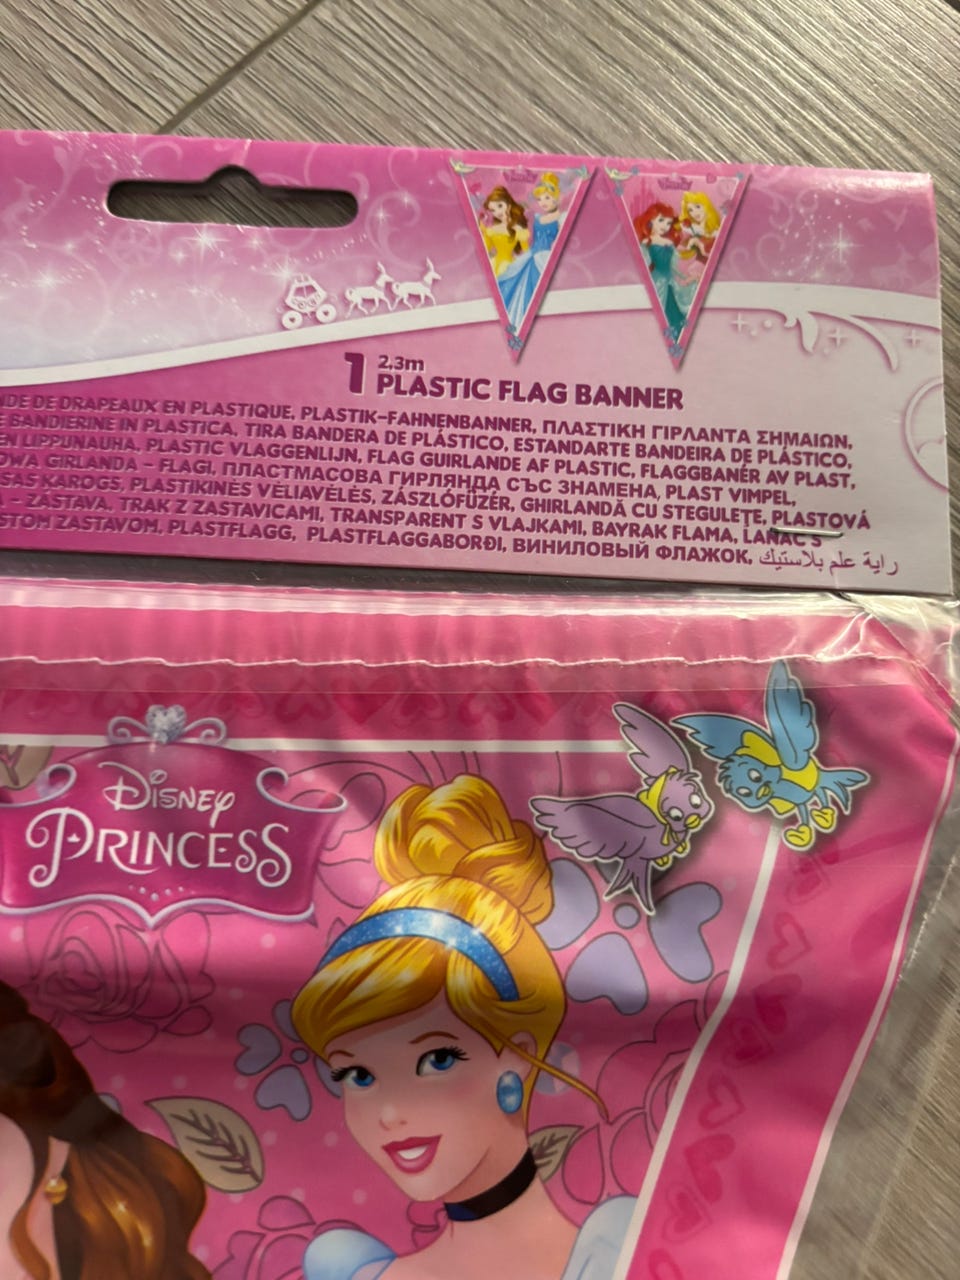 1 2,3m
PLASTIC FLAG BANNER
DE DE DRAPEAUX EN PLASTIQUE, PLASTIK-FAHNENBANNER, ΠΛΑΣΤΙΚΗ ΓΙΡΛΑΝΤΑ ΣΗΜΑΙΩΝ,
BANDIERINE IN PLASTICA, TIRA BANDERA DE PLÁSTICO, ESTANDARTE BANDEIRA DE PLÁSTICO,
EN LIPPUNAUHA, PLASTIC VLAGGENLIJN, FLAG GUIRLANDE AF PLASTIC, FLAGGBANÉR AV PLAST,
OWA GIRLANDA - FLAGI, ПЛАСТМАСОВА ГИРЛЯНДА СЪС ЗНАМЕНА, PLAST VIMPEL,
SAS KAROGS, PLASTIKINĖS VĖLIAVĖLĖS, ZÁSZLÓFÜZÉR, GHIRLANDĂ CU STEGULEȚE, PLASTOVÁ
- ZÁSTAVA, TRAK Z ZASTAVICAMI, TRANSPARENT S VLAJKAMI, BAYRAK FLAMA, LANAC S
STOM ZASTAVOM, PLASTFLAGG, PLASTFLAGGABORÐI, ВИНИЛОВЫЙ ФЛАЖОК, راية علم بلاستيك
Disney
PRINCESS